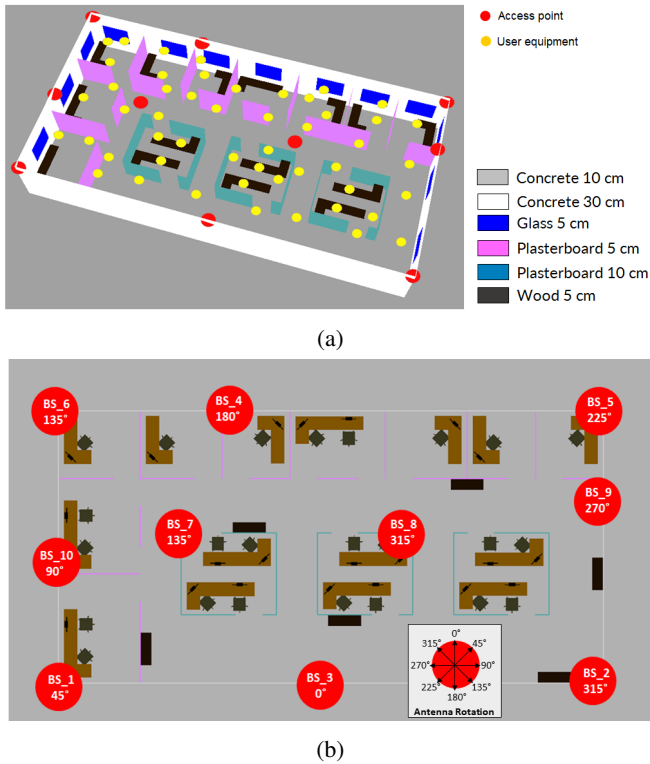 Access point
User equipment
Concrete 10 cm
Concrete 30 cm
Glass 5 cm
Plasterboard 5 cm
Plasterboard 10 cm
Wood 5 cm
(a)
BS_6
135°
BS_4
180°
BS_5
225°
BS_9
270°
BS_7
135°
BS_8
315°
BS_10
90°
BS_1
45°
BS_3
0°
BS_2
315°
0°
315° 45°
270° 90°
225° 135°
180°
Antenna Rotation
(b)